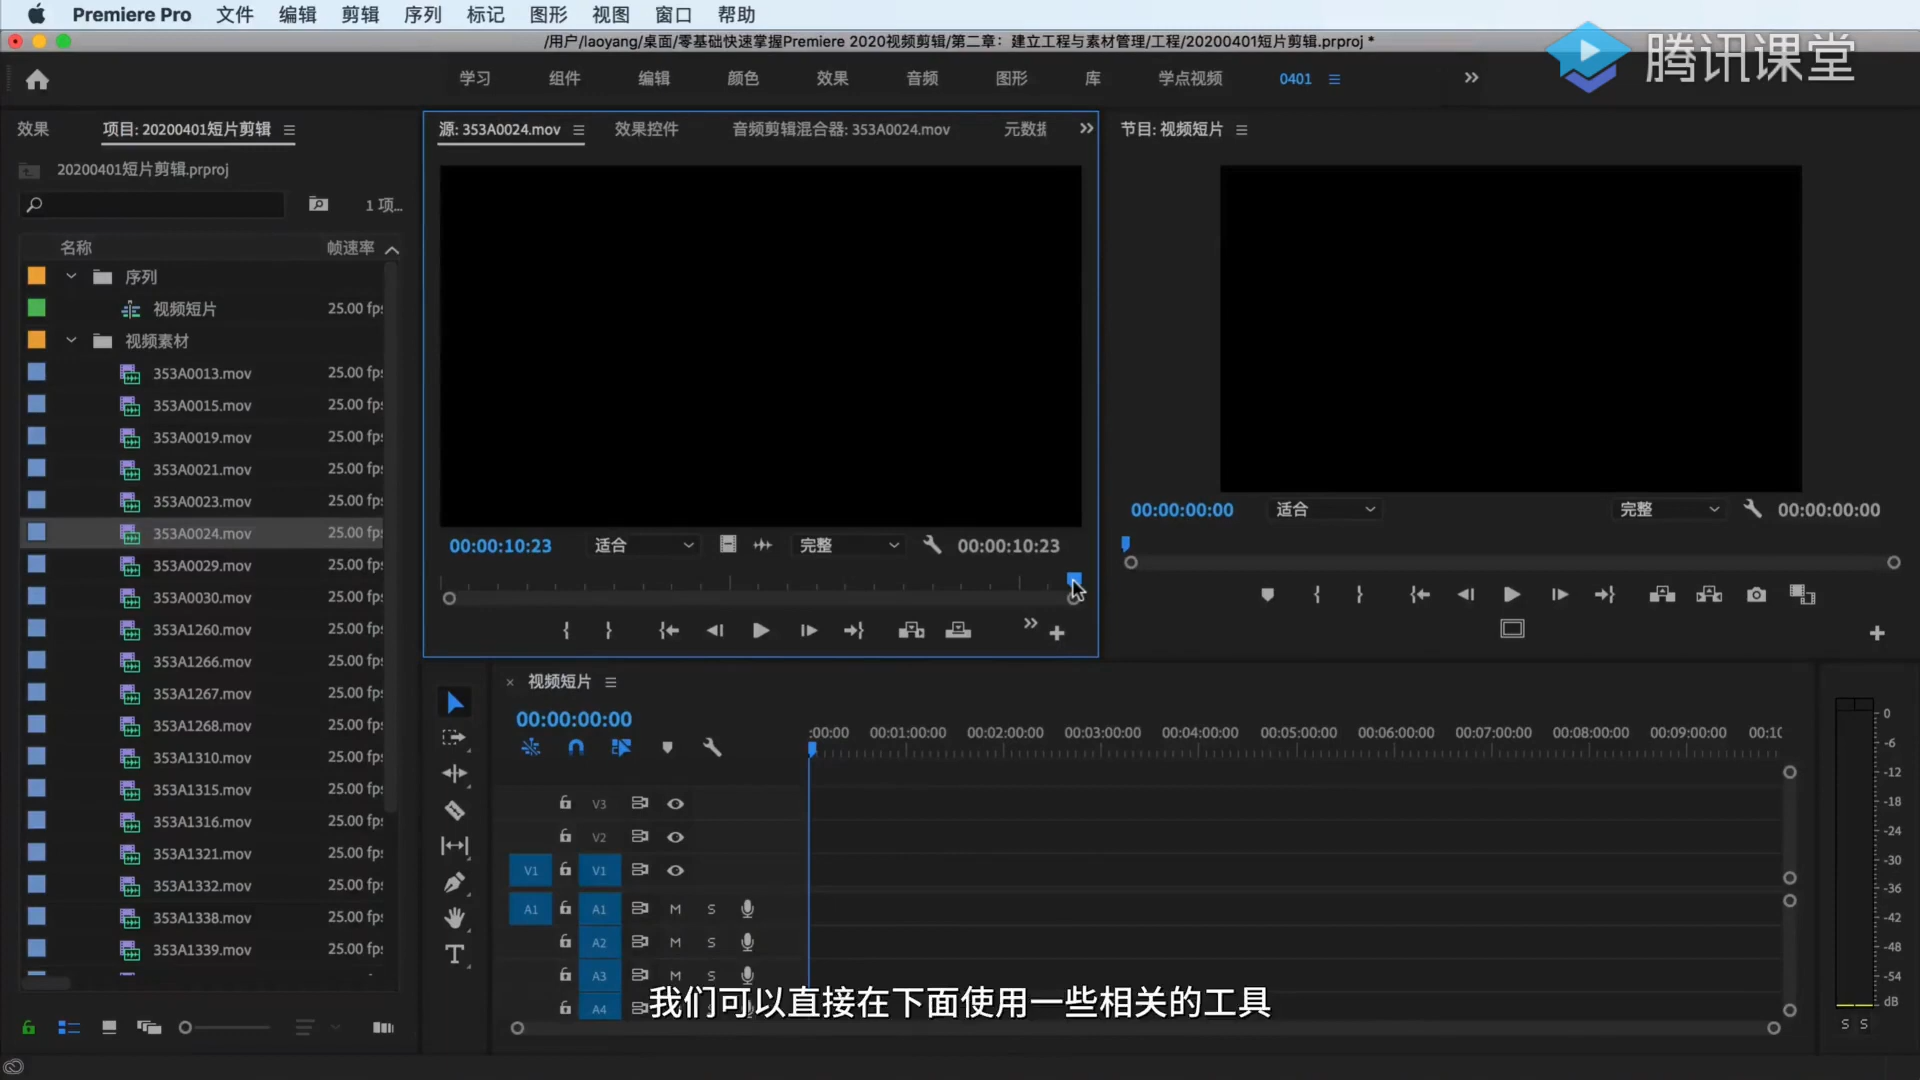 Premiere Pro 文件 编辑 剪辑 序列 标记 图形 视图 窗口 帮助
/用户/laoyang/桌面/零基础快速掌握Premiere 2020视频剪辑/第二章：建立工程与素材管理/工程/20200401短片剪辑.prproj *
腾讯课堂
学习 组件 编辑 颜色 效果 音频 图形 库 学点视频 0401
效果 项目: 20200401短片剪辑
源: 353A0024.mov 效果控件 音频剪辑混合器: 353A0024.mov 元数据
节目: 视频短片
20200401短片剪辑.prproj
1 项...
名称 帧速率
序列
视频短片 25.00 fps
视频素材
353A0013.mov 25.00 fps
353A0015.mov 25.00 fps
353A0019.mov 25.00 fps
353A0021.mov 25.00 fps
353A0023.mov 25.00 fps
353A0024.mov 25.00 fps
353A0029.mov 25.00 fps
353A0030.mov 25.00 fps
353A1260.mov 25.00 fps
353A1266.mov 25.00 fps
353A1267.mov 25.00 fps
353A1268.mov 25.00 fps
353A1310.mov 25.00 fps
353A1315.mov 25.00 fps
353A1316.mov 25.00 fps
353A1321.mov 25.00 fps
353A1332.mov 25.00 fps
353A1338.mov 25.00 fps
353A1339.mov 25.00 fps
00:00:10:23 适合 完整 00:00:10:23
00:00:00:00 适合 完整 00:00:00:00
视频短片
00:00:00:00
:00:00 00:01:00:00 00:02:00:00 00:03:00:00 00:04:00:00 00:05:00:00 00:06:00:00 00:07:00:00 00:08:00:00 00:09:00:00 00:10
V3
V2
V1 V1
A1 A1 M S
A2 M S
A3 M S
A4
我们可以直接在下面使用一些相关的工具
0
-6
-12
-18
-24
-30
-36
-42
-48
-54
dB
S S